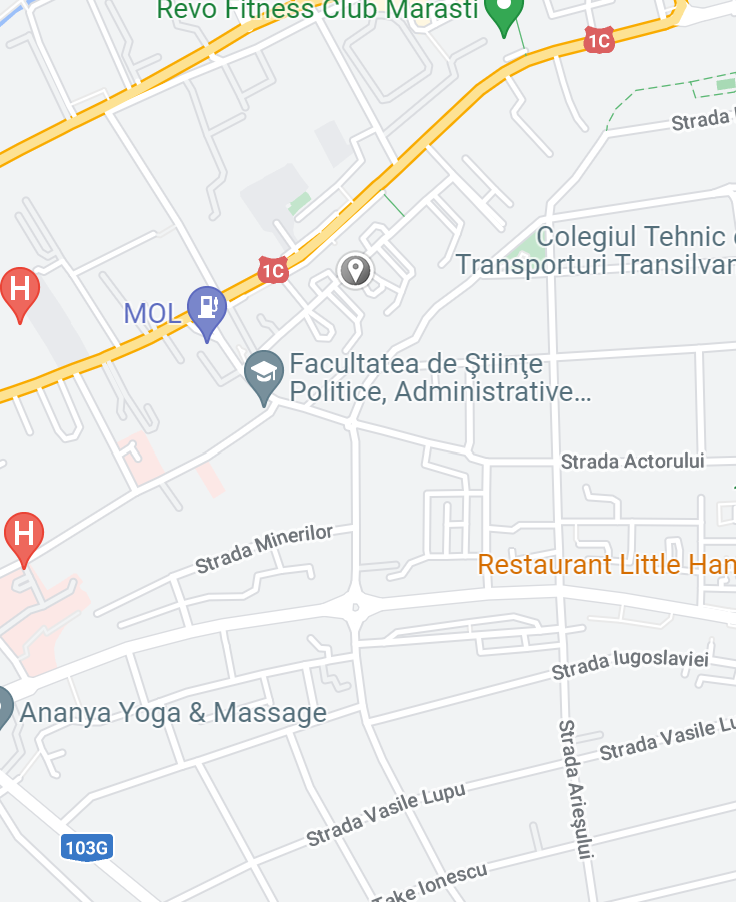 Revo Fitness Club Marasti
1C
Strada
Colegiul Tehnic
Transporturi Transilvan
1C
H
MOL
Facultatea de Ştiinţe
Politice, Administrative...
Strada Actorului
H
Strada Minerilor
Restaurant Little Han
Strada Iugoslaviei
Ananya Yoga & Massage
Strada Arieşului
Strada Vasile Lu
Strada Vasile Lupu
103G
Take Ionescu